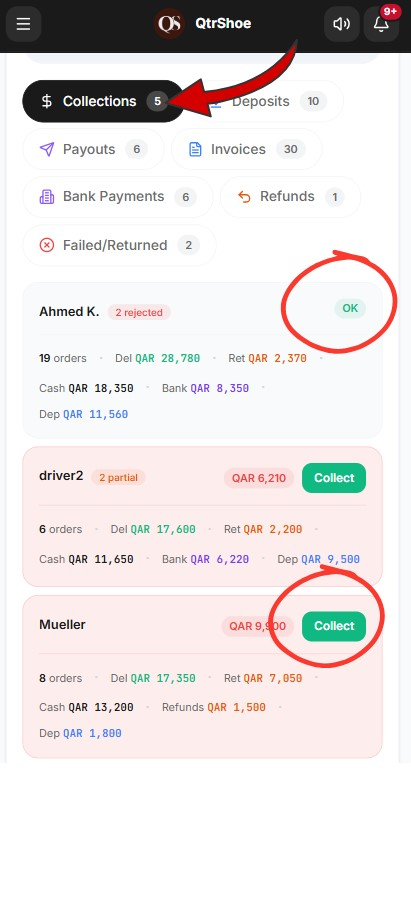 QS QtrShoe 9+
$ Collections 5 Deposits 10
Payouts 6 Invoices 30
Bank Payments 6 Refunds 1
Failed/Returned 2
Ahmed K. 2 rejected OK
19 orders · Del QAR 28,780 · Ret QAR 2,370 ·
Cash QAR 18,350 · Bank QAR 8,350 ·
Dep QAR 11,560
driver2 2 partial QAR 6,210 Collect
6 orders · Del QAR 17,600 · Ret QAR 2,200 ·
Cash QAR 11,650 · Bank QAR 6,220 · Dep QAR 9,500
Mueller QAR 9,900 Collect
8 orders · Del QAR 17,350 · Ret QAR 7,050 ·
Cash QAR 13,200 · Refunds QAR 1,500 ·
Dep QAR 1,800